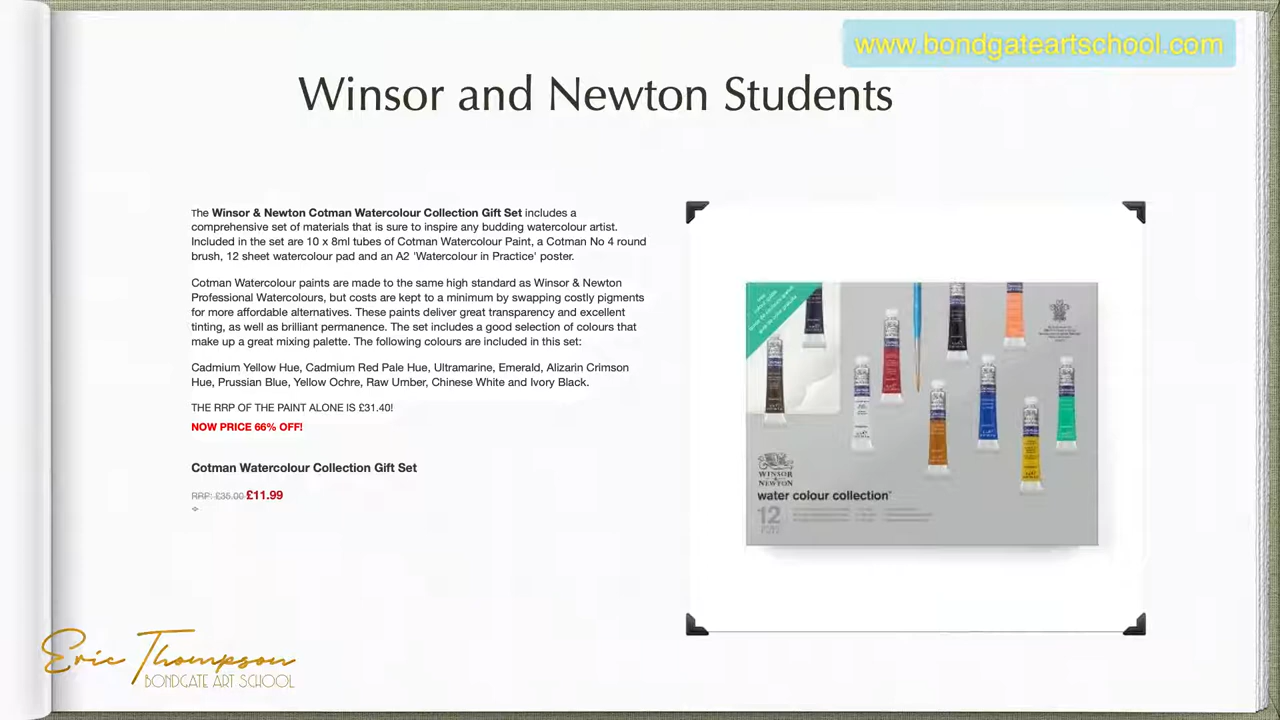 www.bondgateartschool.com
Winsor and Newton Students
The Winsor & Newton Cotman Watercolour Collection Gift Set includes a
comprehensive set of materials that is sure to inspire any budding watercolour artist.
Included in the set are 10 x 8ml tubes of Cotman Watercolour Paint, a Cotman No 4 round
brush, 12 sheet watercolour pad and an A2 'Watercolour in Practice' poster.
Cotman Watercolour paints are made to the same high standard as Winsor & Newton
Professional Watercolours, but costs are kept to a minimum by swapping costly pigments
for more affordable alternatives. These paints deliver great transparency and excellent
tinting, as well as brilliant permanence. The set includes a good selection of colours that
make up a great mixing palette. The following colours are included in this set:
Cadmium Yellow Hue, Cadmium Red Pale Hue, Ultramarine, Emerald, Alizarin Crimson
Hue, Prussian Blue, Yellow Ochre, Raw Umber, Chinese White and Ivory Black.
THE RRP OF THE PAINT ALONE IS £31.40!
NOW PRICE 66% OFF!
Cotman Watercolour Collection Gift Set
RRP: £35.00 £11.99
WINSOR
& NEWTON
water colour collection
12
Eric Thompson
BONDGATE ART SCHOOL